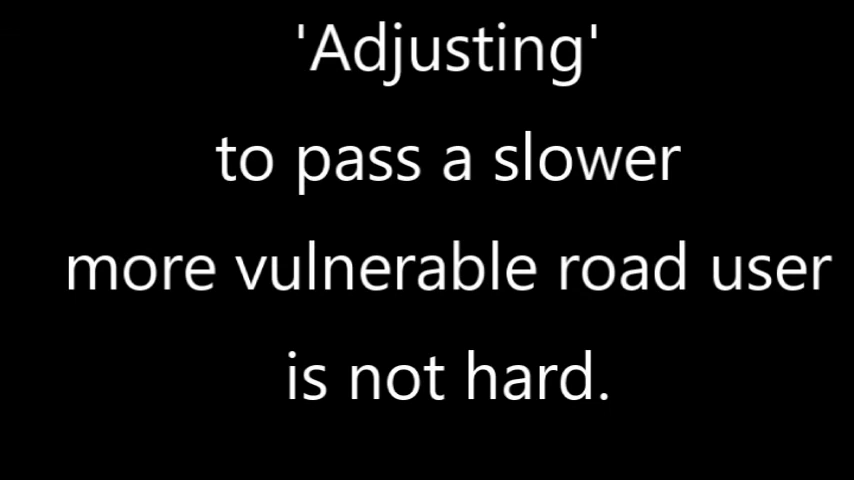 'Adjusting'
to pass a slower
more vulnerable road user
is not hard.